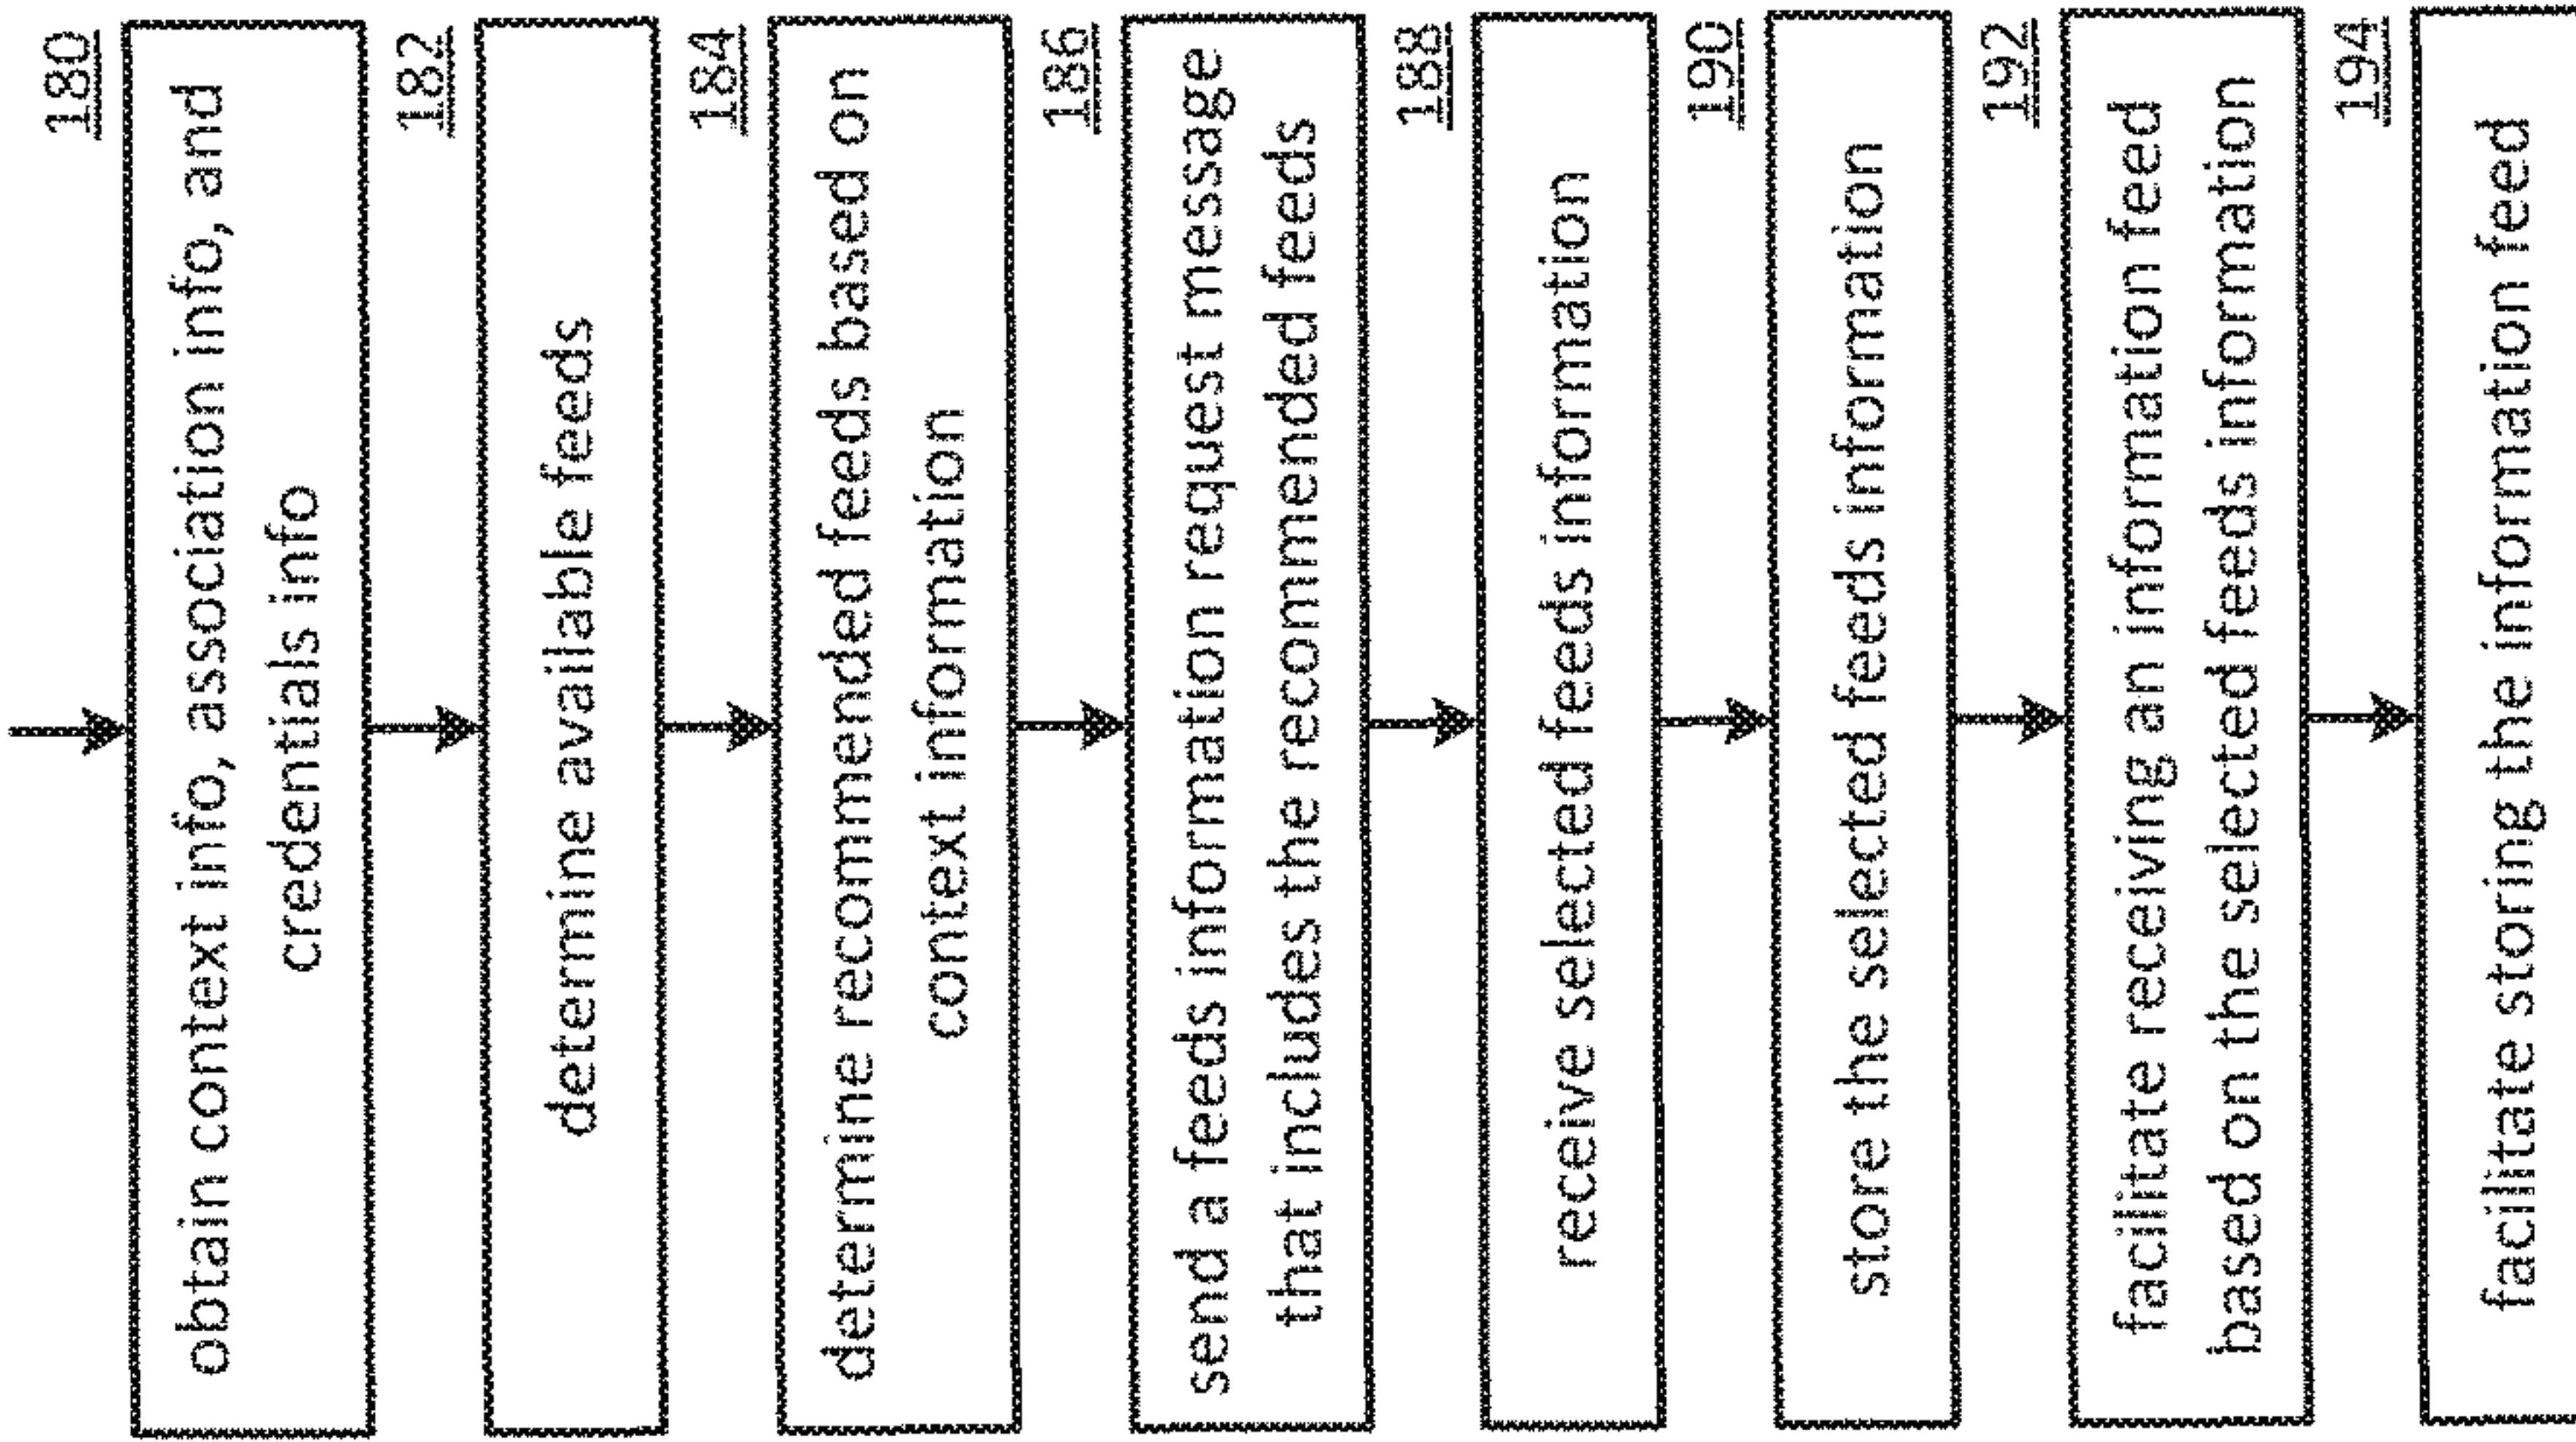 180
obtain context info, association info, and
credentials info
182
determine available feeds
184
determine recommended feeds based on
context information
186
send a feeds information request message
that includes the recommended feeds
188
receive selected feeds information
190
store the selected feeds information
192
facilitate receiving an information feed
based on the selected feeds information
194
facilitate storing the information feed